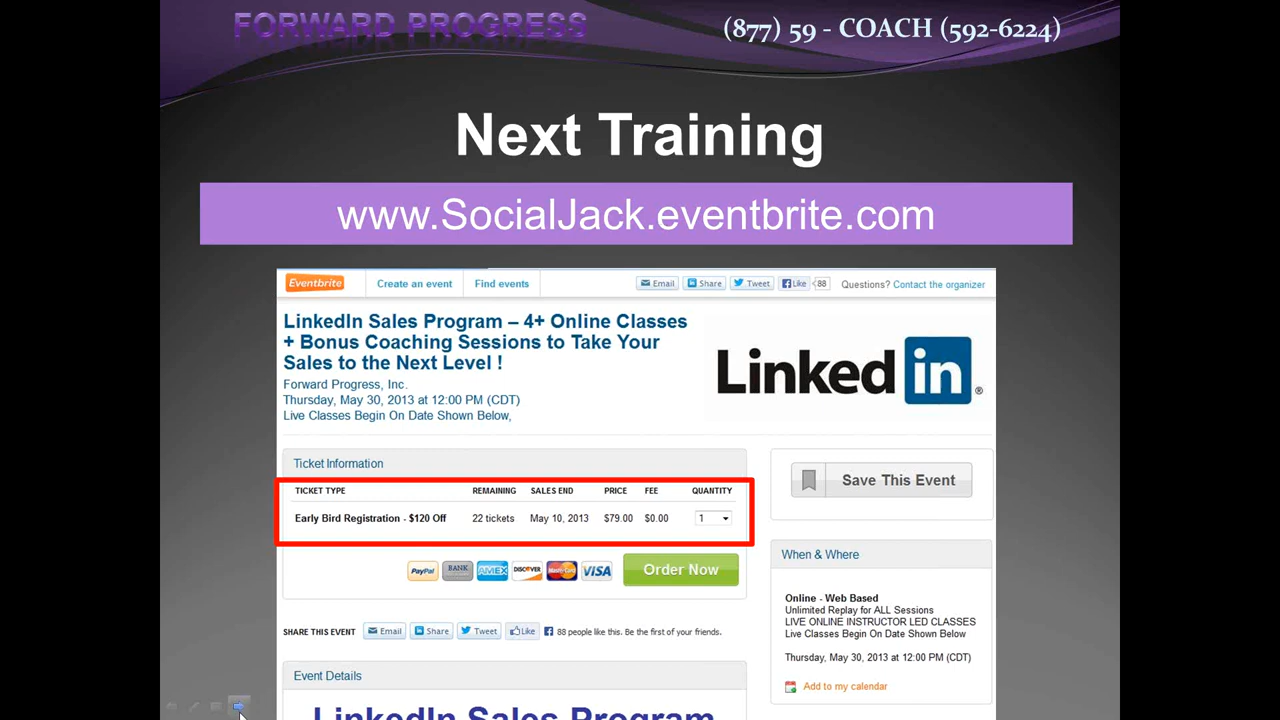 FORWARD PROGRESS
(877) 59 - COACH (592-6224)
Next Training
www.SocialJack.eventbrite.com
Eventbrite
Create an event
Find events
Email
Share
Tweet
Like
88
Questions? Contact the organizer
LinkedIn Sales Program – 4+ Online Classes
+ Bonus Coaching Sessions to Take Your
Sales to the Next Level !
Forward Progress, Inc.
Thursday, May 30, 2013 at 12:00 PM (CDT)
Live Classes Begin On Date Shown Below,
Linked in®
Ticket Information
TICKET TYPE REMAINING SALES END PRICE FEE QUANTITY
Early Bird Registration - $120 Off 22 tickets May 10, 2013 $79.00 $0.00 1
PayPal BANK AMEX DISCOVER MasterCard VISA
Order Now
Save This Event
When & Where
Online - Web Based
Unlimited Replay for ALL Sessions
LIVE ONLINE INSTRUCTOR LED CLASSES
Live Classes Begin On Date Shown Below
Thursday, May 30, 2013 at 12:00 PM (CDT)
Add to my calendar
SHARE THIS EVENT Email Share Tweet Like 88 people like this. Be the first of your friends.
Event Details
LinkedIn Sales Program